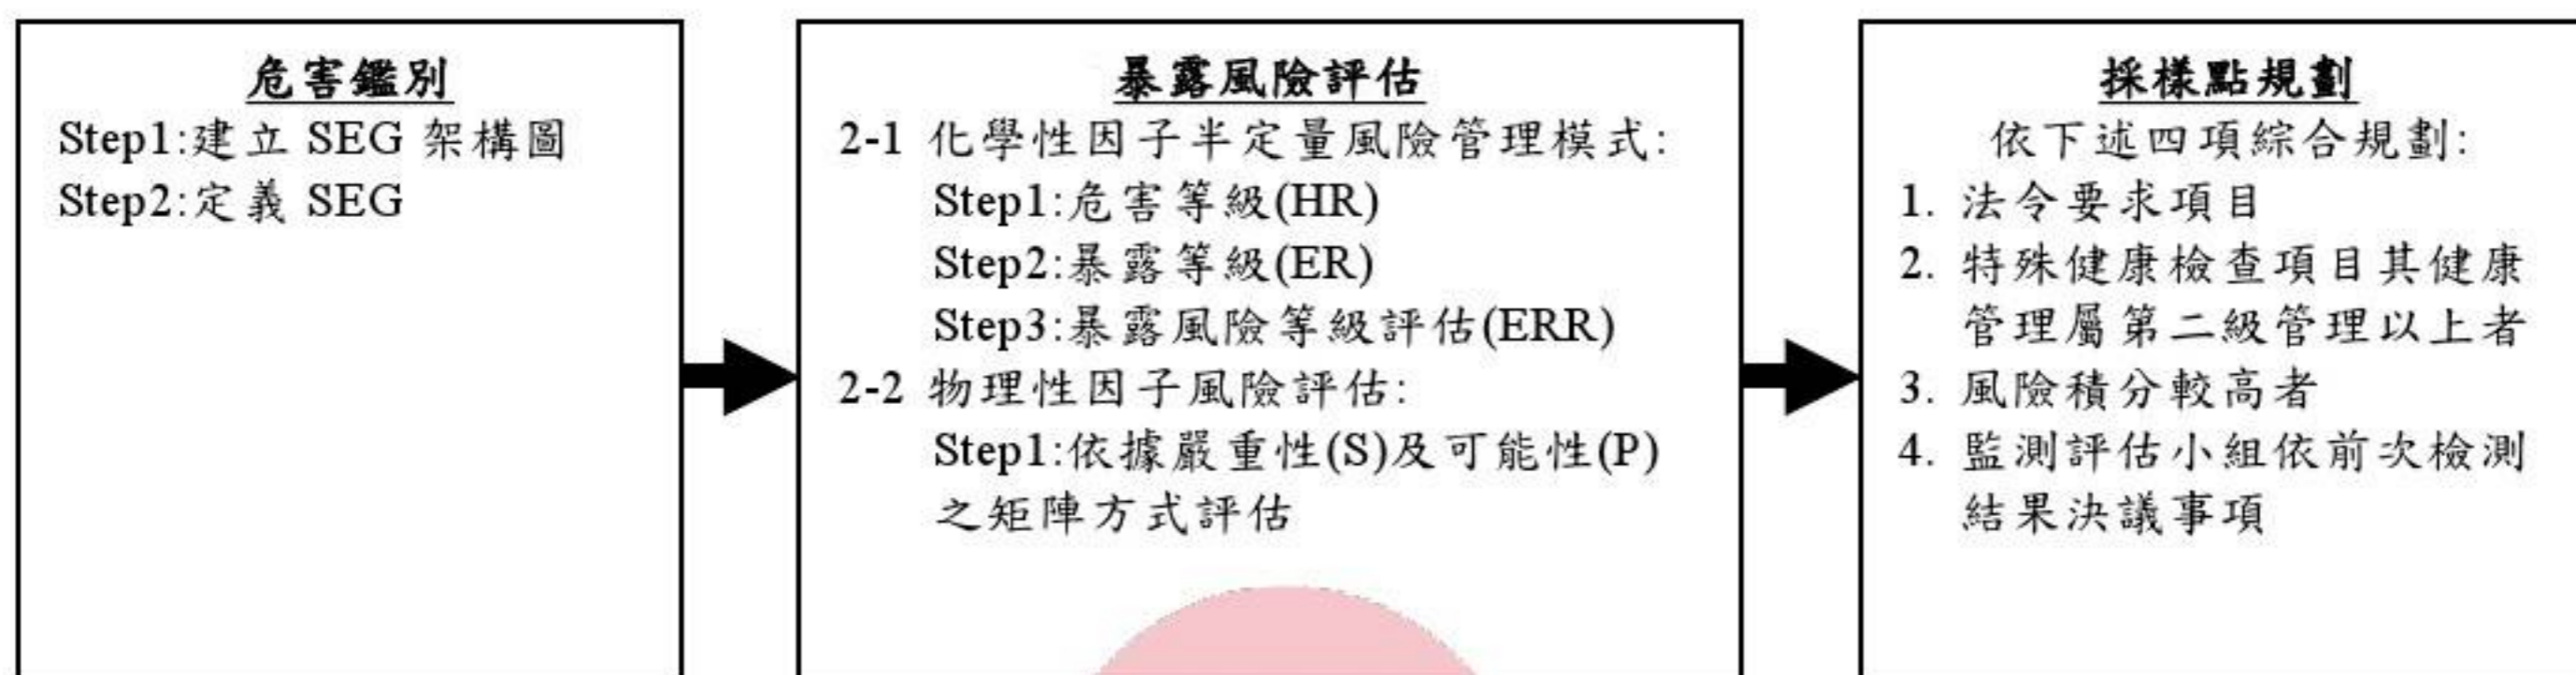 危害鑑別
Step1:建立 SEG 架構圖
Step2:定義 SEG
暴露風險評估
2-1 化學性因子半定量風險管理模式:
Step1:危害等級(HR)
Step2:暴露等級(ER)
Step3:暴露風險等級評估(ERR)
2-2 物理性因子風險評估:
Step1:依據嚴重性(S)及可能性(P)
之矩陣方式評估
採樣點規劃
依下述四項綜合規劃:
1. 法令要求項目
2. 特殊健康檢查項目其健康
管理屬第二級管理以上者
3. 風險積分較高者
4. 監測評估小組依前次檢測
結果決議事項